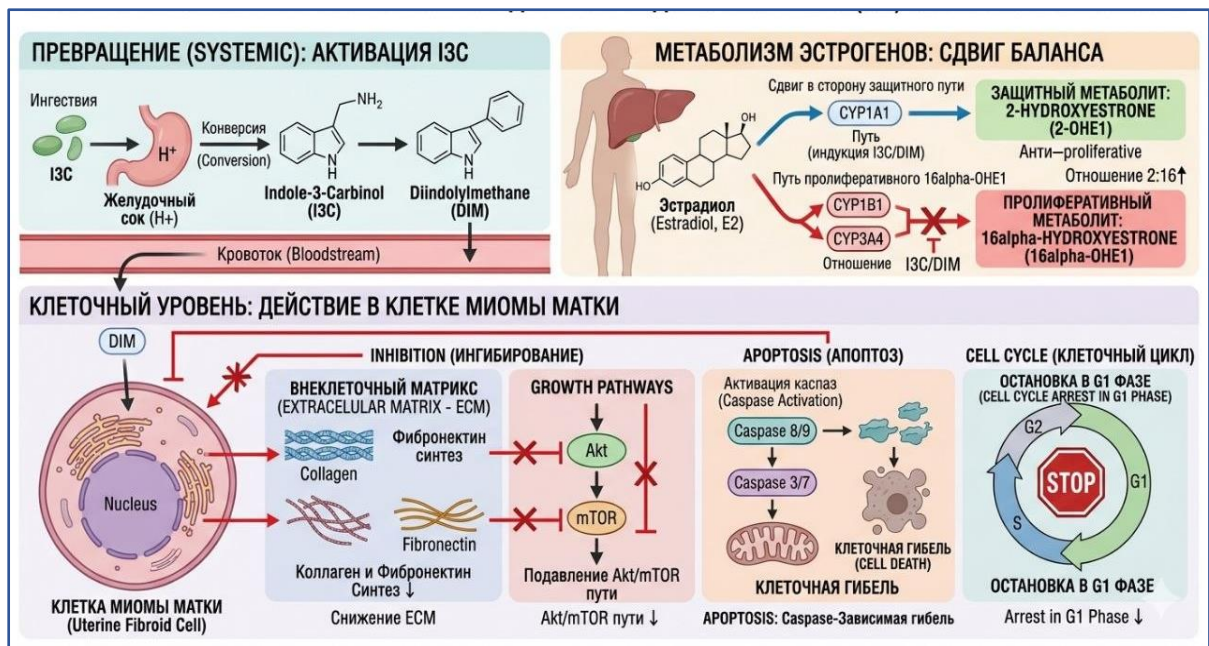 ПРЕВРАЩЕНИЕ (SYSTEMIC): АКТИВАЦИЯ I3C
Ингествия
I3C
H⁺
Желудочный
сок (H+)
Конверсия
(Conversion)
NH₂
N
H
Indole-3-Carbinol
(I3C)
N
H
Diindolylmethane
(DIM)
Кровоток (Bloodstream)
МЕТАБОЛИЗМ ЭСТРОГЕНОВ: СДВИГ БАЛАНСА
Сдвиг в сторону защитного пути
OH
HO
Эстрадиол
(Estradiol, E2)
CYP1A1
Путь
(индукция I3C/DIM)
ЗАЩИТНЫЙ МЕТАБОЛИТ:
2-HYDROXYESTRONE
(2-OHE1)
Анти—proliferative
Отношение 2:16↑
Путь пролиферативного 16alpha-OHE1
CYP1B1
CYP3A4
Отношение
I3C/DIM
ПРОЛИФЕРАТИВНЫЙ
МЕТАБОЛИТ:
16alpha-HYDROXYESTRONE
(16alpha-OHE1)
КЛЕТОЧНЫЙ УРОВЕНЬ: ДЕЙСТВИЕ В КЛЕТКЕ МИОМЫ МАТКИ
DIM
Nucleus
КЛЕТКА МИОМЫ МАТКИ
(Uterine Fibroid Cell)
INHIBITION (ИНГИБИРОВАНИЕ)
ВНЕКЛЕТОЧНЫЙ МАТРИКС
(EXTRACELULAR MATRIX - ECM)
Collagen
Фибронектин
синтез
Fibronectin
Коллаген и Фибронектин
Синтез ↓
Снижение ECM
GROWTH PATHWAYS
Akt
mTOR
Подавление Akt/mTOR
пути
Akt/mTOR пути ↓
APOPTOSIS (АПОПТОЗ)
Активация каспаз
(Caspase Activation)
Caspase 8/9
Caspase 3/7
КЛЕТОЧНАЯ ГИБЕЛЬ
(CELL DEATH)
КЛЕТОЧНАЯ ГИБЕЛЬ
APOPTOSIS: Caspase-Зависимая гибель
CELL CYCLE (КЛЕТОЧНЫЙ ЦИКЛ)
ОСТАНОВКА В G1 ФАЗЕ
(CELL CYCLE ARREST IN G1 PHASE)
G2
G1
S
STOP
ОСТАНОВКА В G1 ФАЗЕ
Arrest in G1 Phase ↓